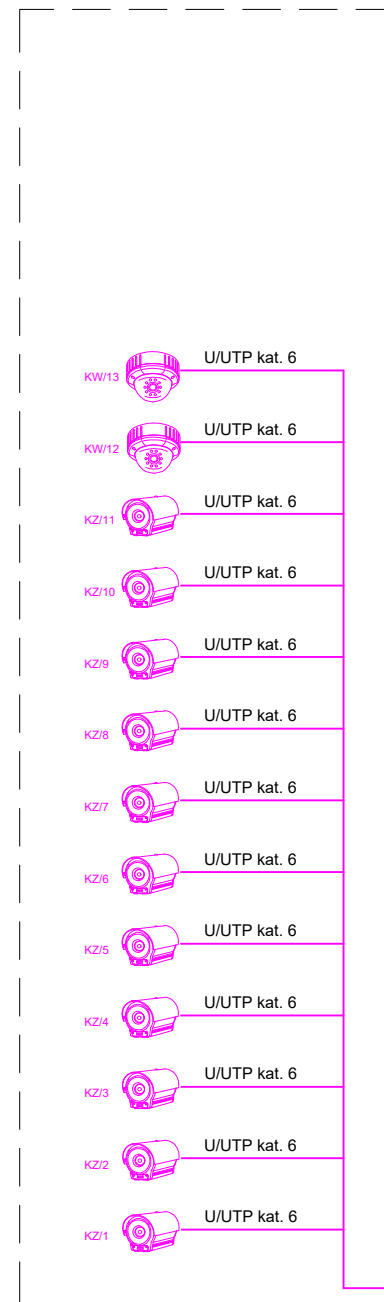 U/UTP kat. 6
KW/13
U/UTP kat. 6
KW/12
U/UTP kat. 6
KZ/11
U/UTP kat. 6
KZ/10
U/UTP kat. 6
KZ/9
U/UTP kat. 6
KZ/8
U/UTP kat. 6
KZ/7
U/UTP kat. 6
KZ/6
U/UTP kat. 6
KZ/5
U/UTP kat. 6
KZ/4
U/UTP kat. 6
KZ/3
U/UTP kat. 6
KZ/2
U/UTP kat. 6
KZ/1